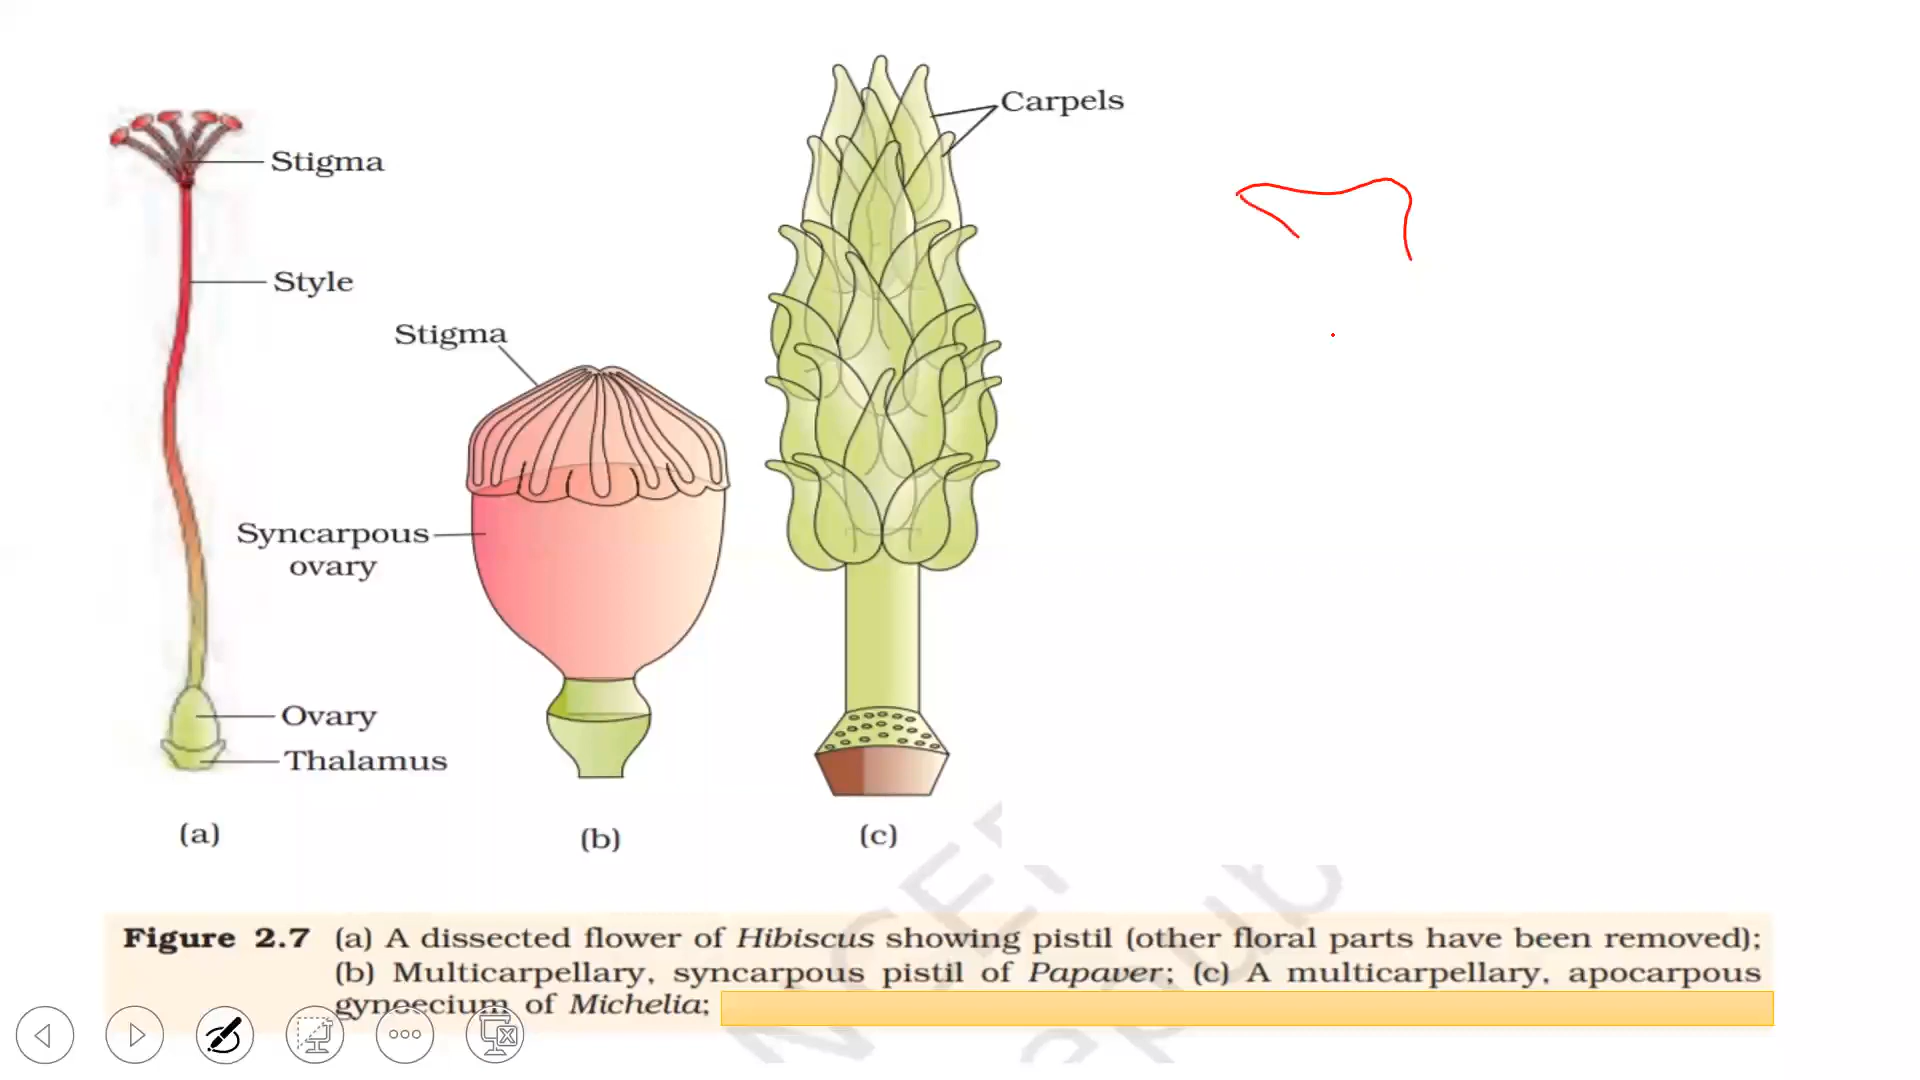 Carpels
Stigma
Style
Stigma
Syncarpous
ovary
Ovary
Thalamus
(a)
(b)
(c)
Figure 2.7 (a) A dissected flower of Hibiscus showing pistil (other floral parts have been removed);
(b) Multicarpellary, syncarpous pistil of Papaver; (c) A multicarpellary, apocarpous
gynoecium of Michelia;